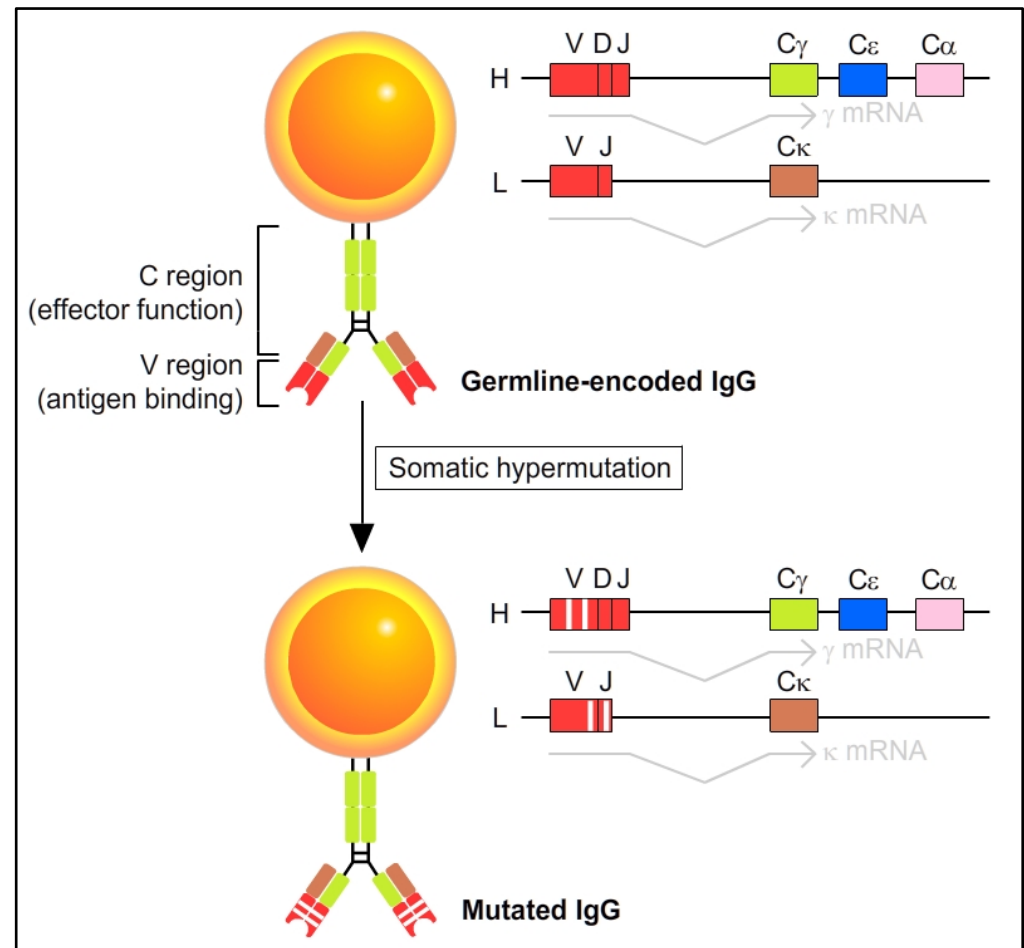 V D J Cγ Cε Cα
H
γ mRNA
V J Cκ
L
κ mRNA
C region
(effector function)
V region
(antigen binding)
Germline-encoded IgG
Somatic hypermutation
V D J Cγ Cε Cα
H
γ mRNA
V J Cκ
L
κ mRNA
Mutated IgG